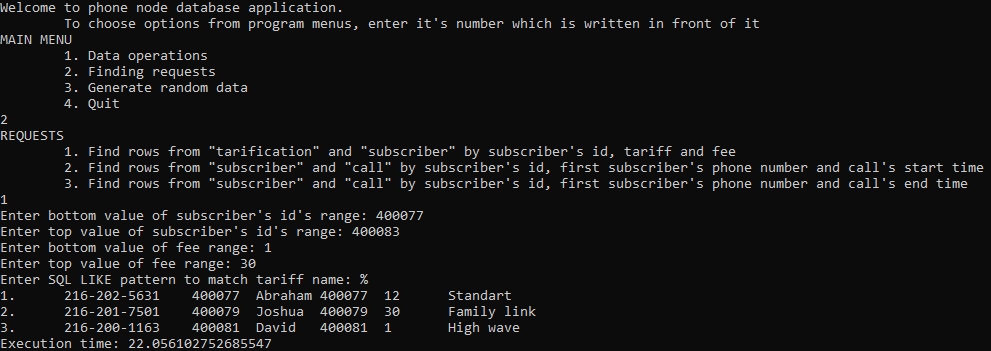 Welcome to phone node database application.
To choose options from program menus, enter it's number which is written in front of it
MAIN MENU
1. Data operations
2. Finding requests
3. Generate random data
4. Quit
2
REQUESTS
1. Find rows from "tarification" and "subscriber" by subscriber's id, tariff and fee
2. Find rows from "subscriber" and "call" by subscriber's id, first subscriber's phone number and call's start time
3. Find rows from "subscriber" and "call" by subscriber's id, first subscriber's phone number and call's end time
1
Enter bottom value of subscriber's id's range: 400077
Enter top value of subscriber's id's range: 400083
Enter bottom value of fee range: 1
Enter top value of fee range: 30
Enter SQL LIKE pattern to match tariff name: %
1. 216-202-5631 400077 Abraham 400077 12 Standart
2. 216-201-7501 400079 Joshua 400079 30 Family link
3. 216-200-1163 400081 David 400081 1 High wave
Execution time: 22.056102752685547